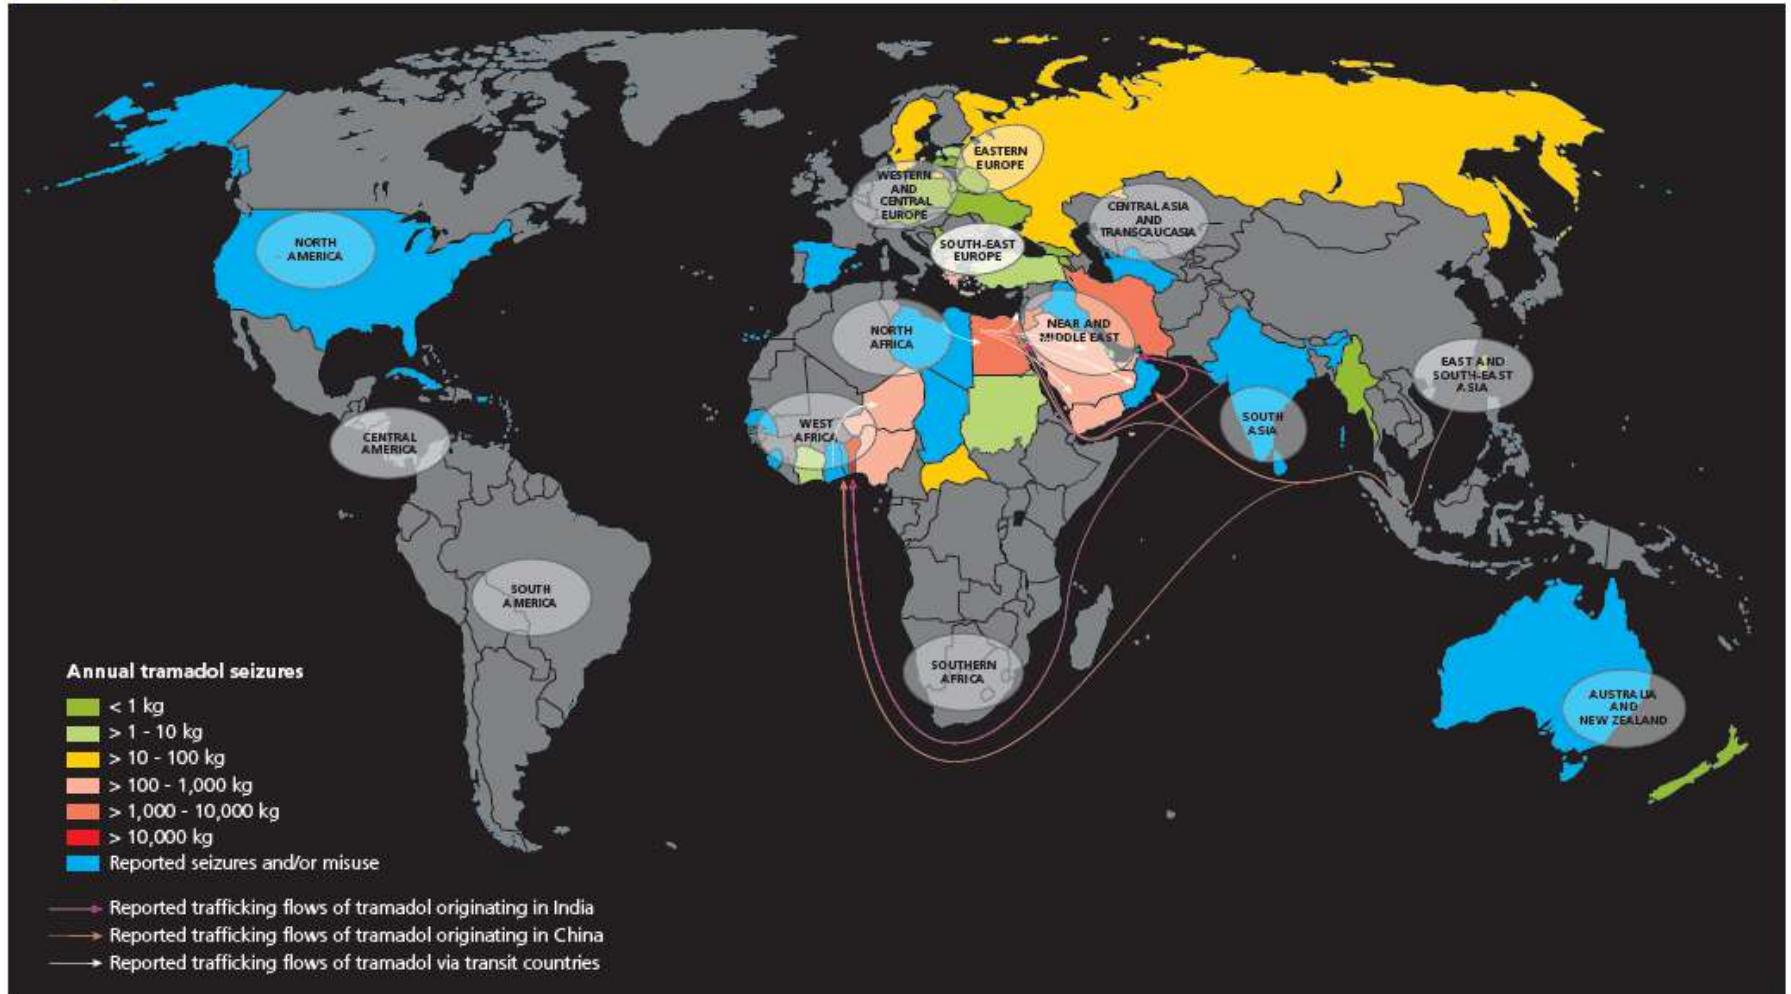 EASTERN
EUROPE
WESTERN
AND
CENTRAL
EUROPE
CENTRAL ASIA
AND
TRANSCAUCASIA
NORTH
AMERICA
SOUTH-EAST
EUROPE
NORTH
AFRICA
NEAR AND
MIDDLE EAST
EAST AND
SOUTH-EAST
ASIA
WEST
AFRICA
SOUTH
ASIA
CENTRAL
AMERICA
SOUTH
AMERICA
SOUTHERN
AFRICA
AUSTRALIA
AND
NEW ZEALAND
Annual tramadol seizures
< 1 kg
> 1 - 10 kg
> 10 - 100 kg
> 100 - 1,000 kg
> 1,000 - 10,000 kg
> 10,000 kg
Reported seizures and/or misuse
Reported trafficking flows of tramadol originating in India
Reported trafficking flows of tramadol originating in China
Reported trafficking flows of tramadol via transit countries